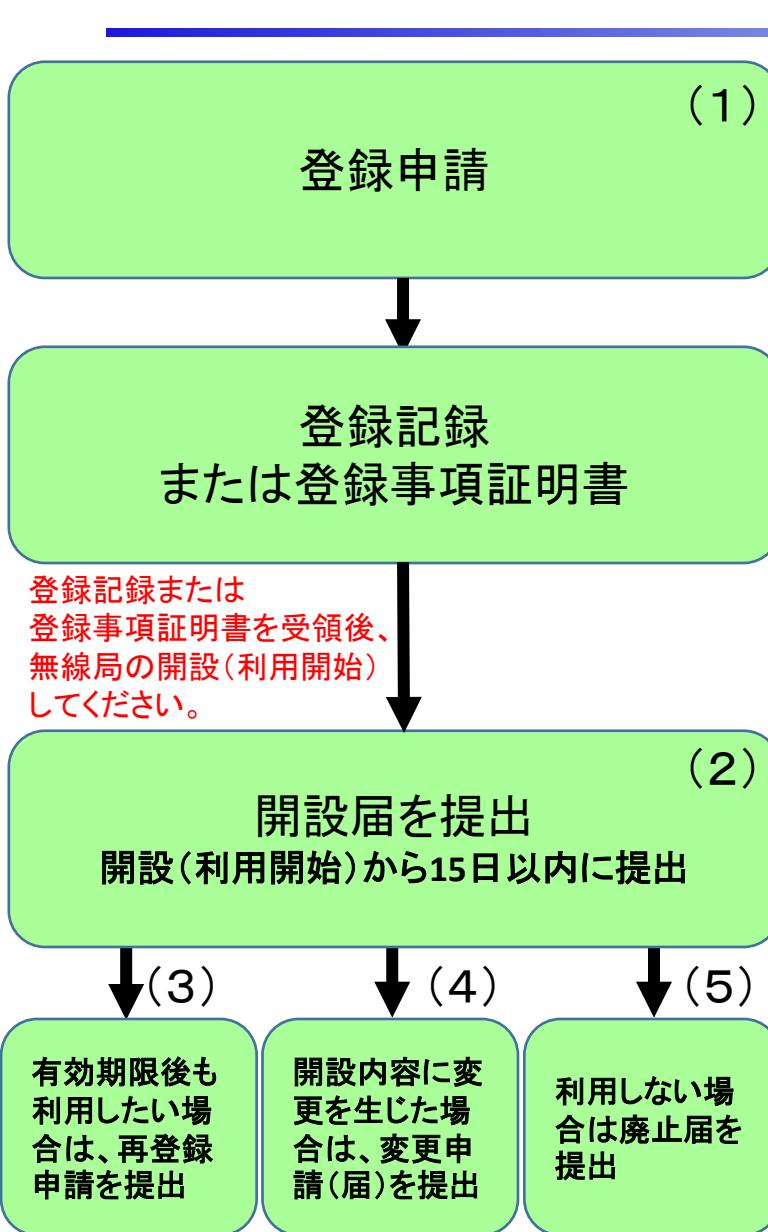 （1）
登録申請
登録記録
または登録事項証明書
登録記録または
登録事項証明書を受領後、
無線局の開設（利用開始）
してください。
（2）
開設届を提出
開設（利用開始）から15日以内に提出
（3）
（4）
（5）
有効期限後も
利用したい場
合は、再登録
申請を提出
開設内容に変
更を生じた場
合は、変更申
請（届）を提出
利用しない場
合は廃止届を
提出